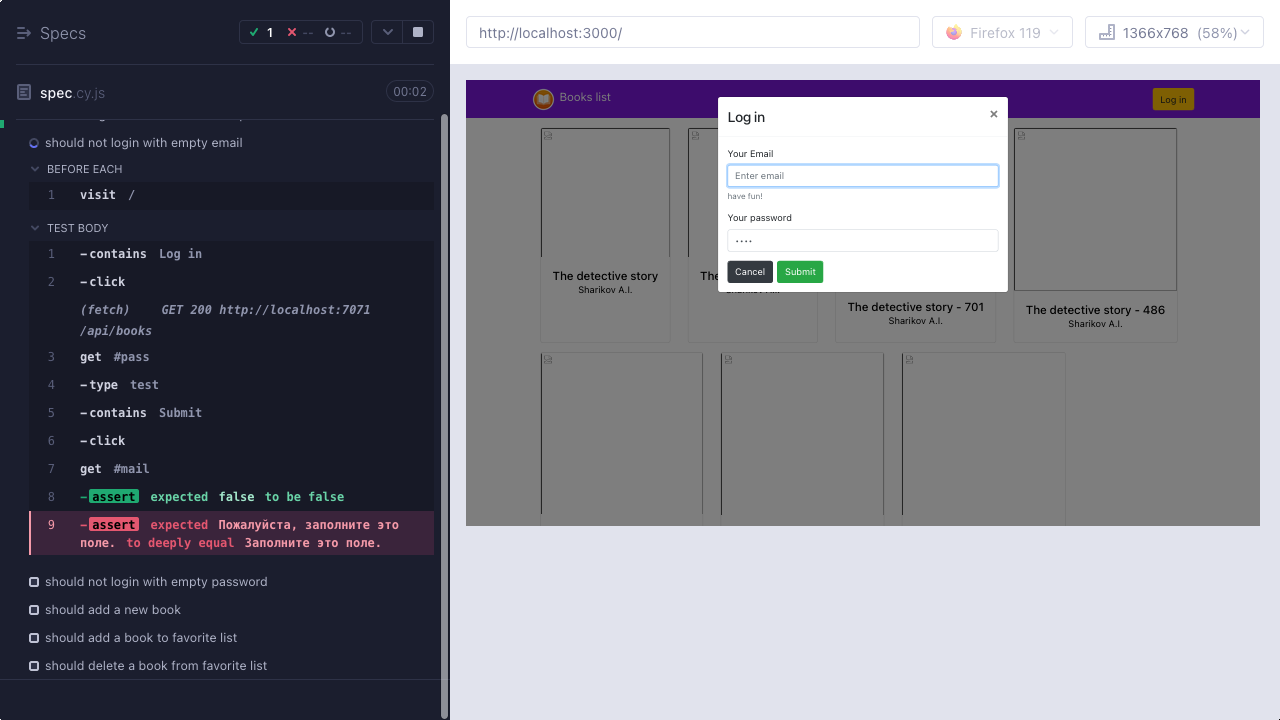 Specs
1
--
--
spec.cy.js
00:02
should not login with empty email
BEFORE EACH
1 visit /
TEST BODY
1 -contains Log in
2 -click
(fetch) GET 200 http://localhost:7071
/api/books
3 get #pass
4 -type test
5 -contains Submit
6 -click
7 get #mail
8 -assert expected false to be false
9 -assert expected Пожалуйста, заполните это
поле. to deeply equal Заполните это поле.
should not login with empty password
should add a new book
should add a book to favorite list
should delete a book from favorite list
http://localhost:3000/
Firefox 119
1366x768 (58%)
Books list
Log in
Log in
×
Your Email
Enter email
have fun!
Your password
····
Cancel
Submit
The detective story
Sharikov A.I.
The detective story - 701
Sharikov A.I.
The detective story - 486
Sharikov A.I.